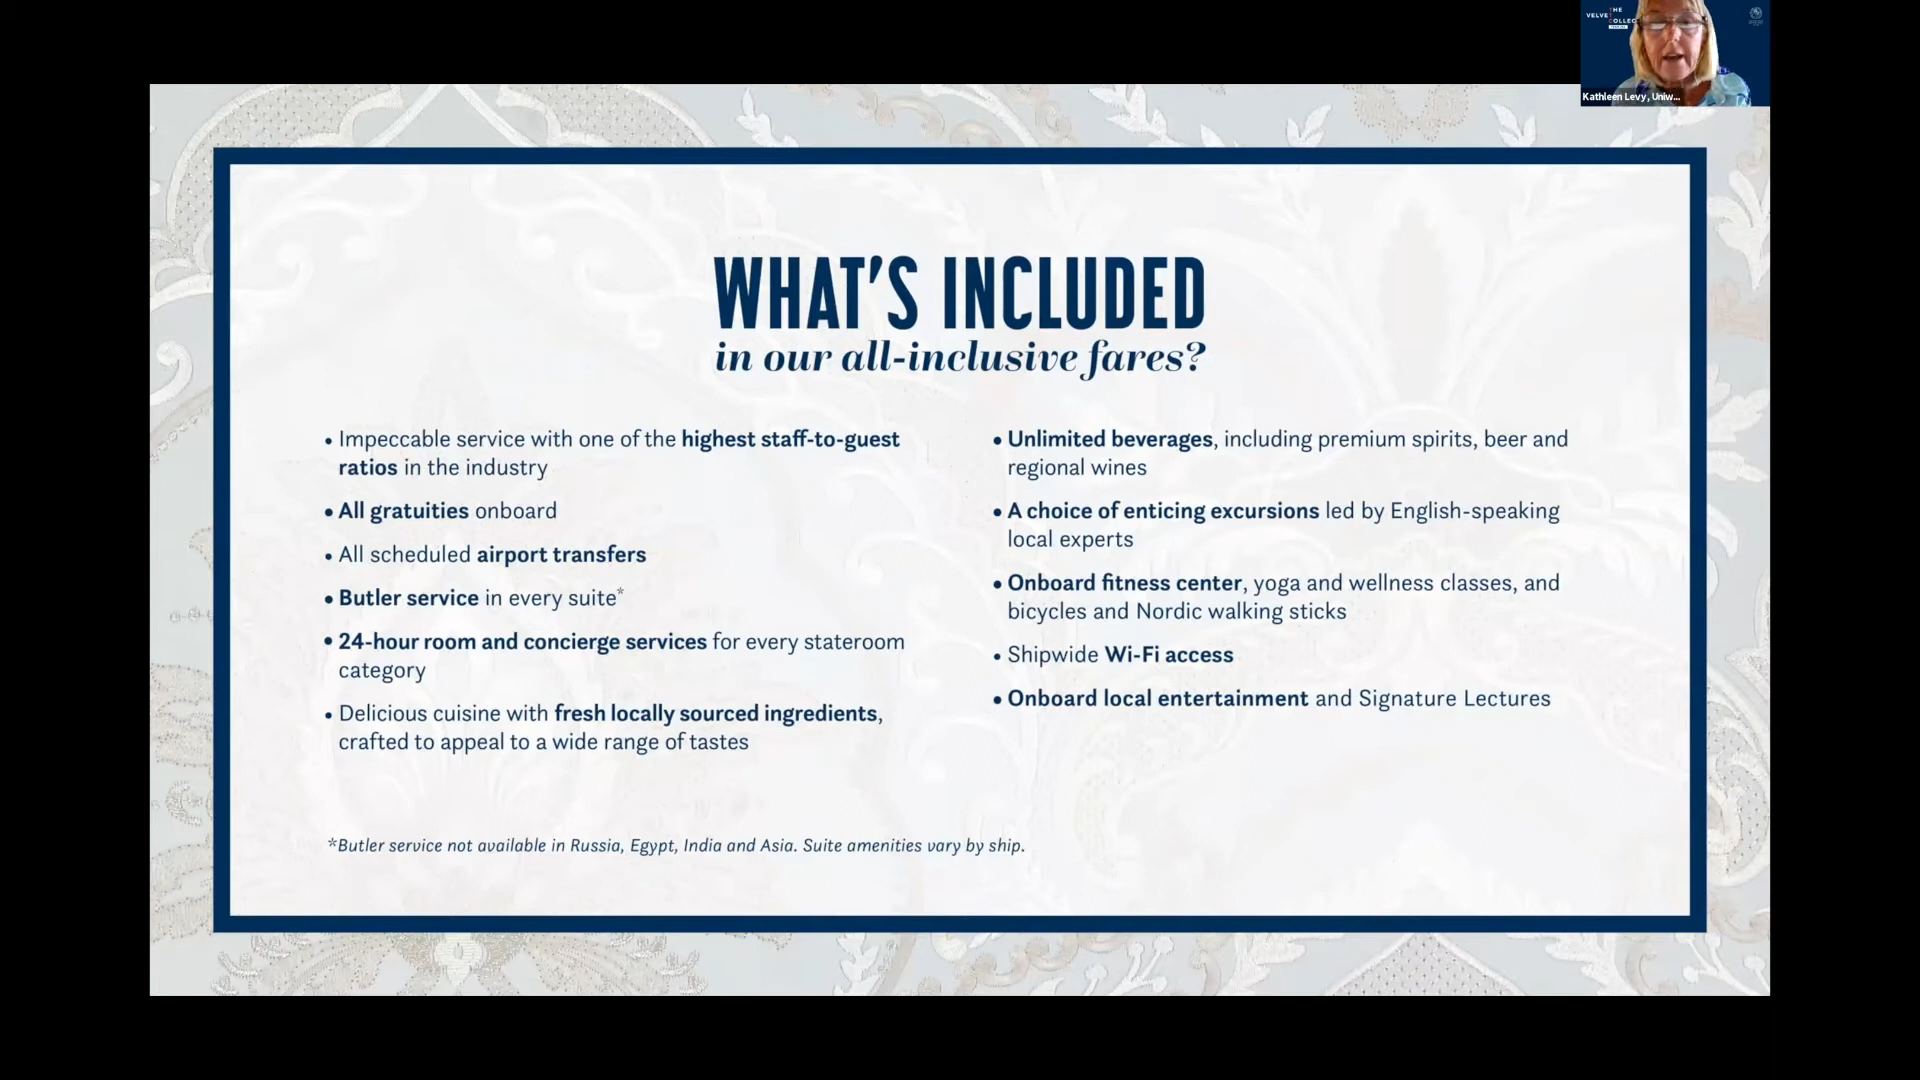 THE
VELVET
COLLEC
Kathleen Levy, Uniw...
WHAT'S INCLUDED
in our all-inclusive fares?
• Impeccable service with one of the highest staff-to-guest
ratios in the industry
• All gratuities onboard
• All scheduled airport transfers
• Butler service in every suite*
• 24-hour room and concierge services for every stateroom
category
• Delicious cuisine with fresh locally sourced ingredients,
crafted to appeal to a wide range of tastes
• Unlimited beverages, including premium spirits, beer and
regional wines
• A choice of enticing excursions led by English-speaking
local experts
• Onboard fitness center, yoga and wellness classes, and
bicycles and Nordic walking sticks
• Shipwide Wi-Fi access
• Onboard local entertainment and Signature Lectures
*Butler service not available in Russia, Egypt, India and Asia. Suite amenities vary by ship.